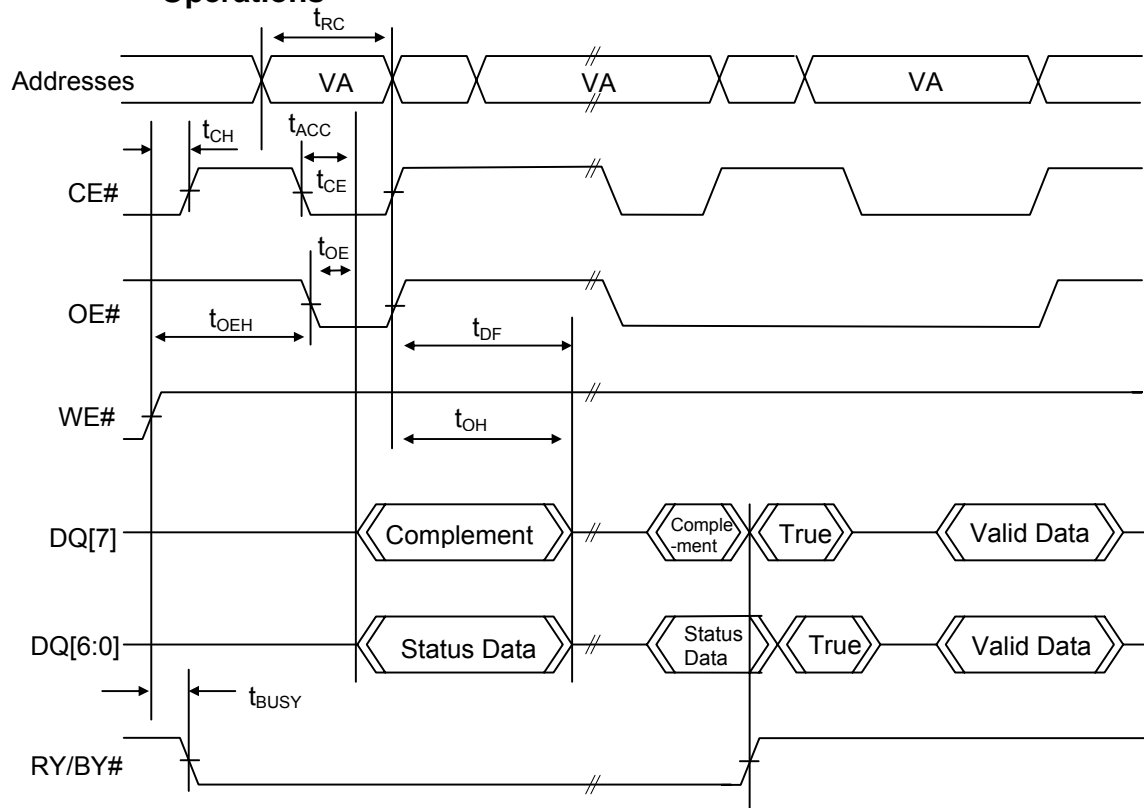 Operations
tRC
Addresses
VA
VA
VA
tCH
tACC
CE#
tCE
tOE
OE#
tOEH
tDF
WE#
tOH
DQ[7]
Complement
Comple
-ment
True
Valid Data
DQ[6:0]
Status Data
Status
Data
True
Valid Data
tBUSY
RY/BY#